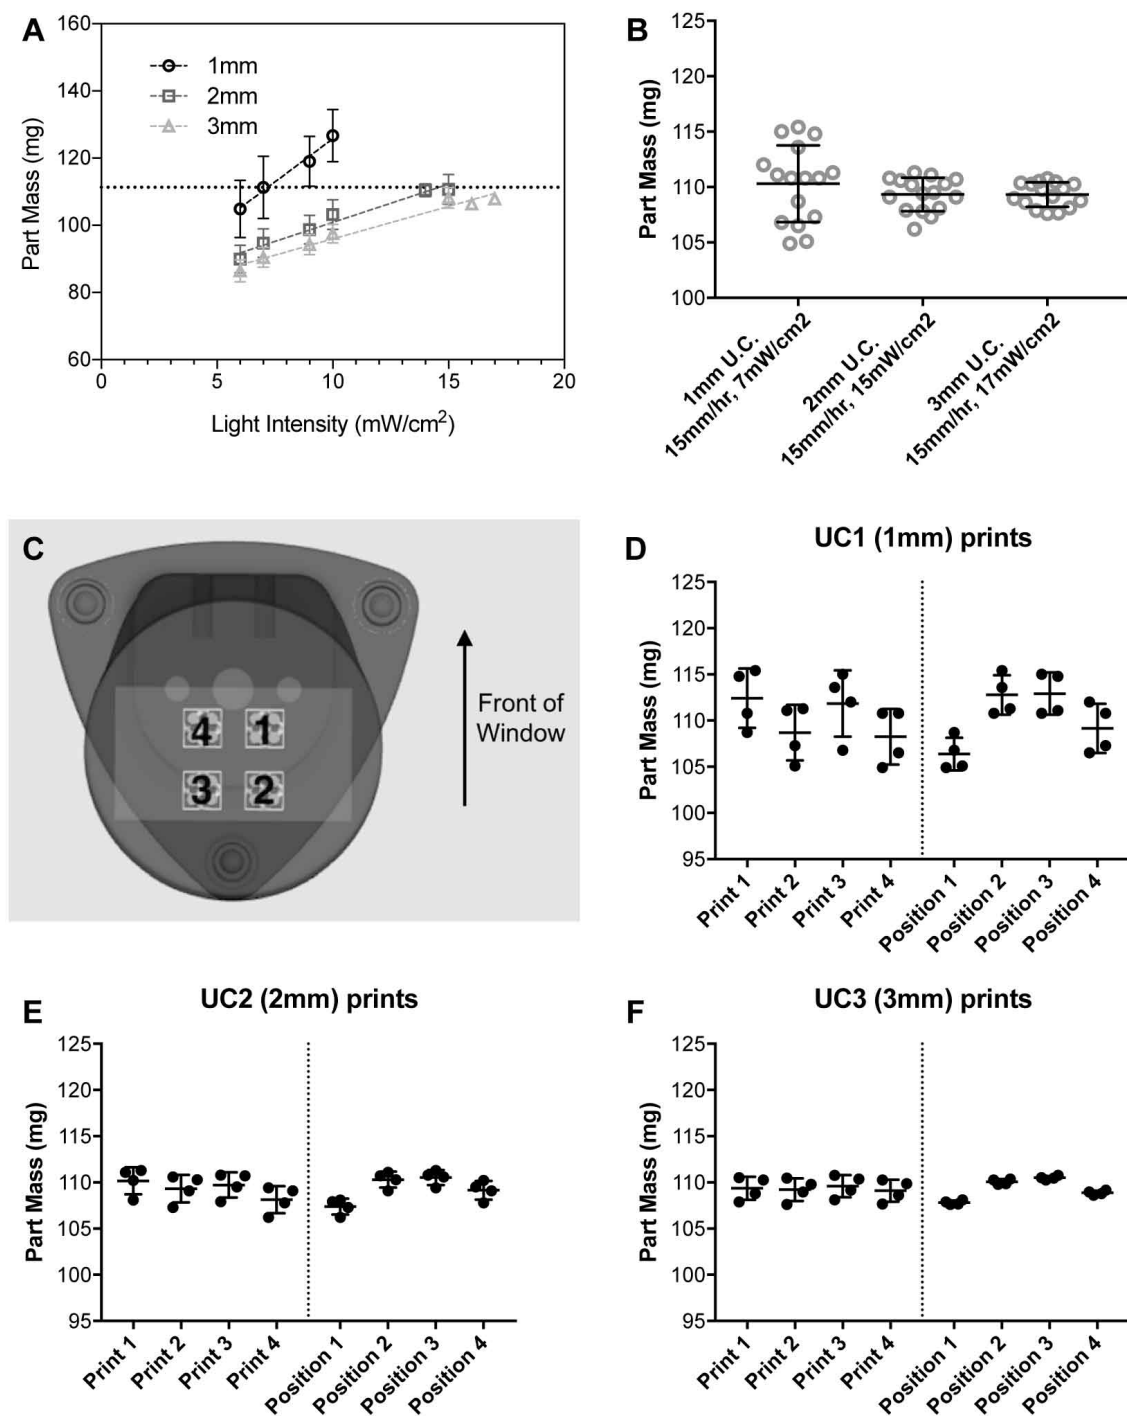 A
160
140
120
100
80
60
0
5
10
15
20
Part Mass (mg)
Light Intensity (mW/cm²)
1mm
2mm
3mm
B
125
120
115
110
105
100
Part Mass (mg)
1mm U.C.
15mm/hr, 7mW/cm2
2mm U.C.
15mm/hr, 15mW/cm2
3mm U.C.
15mm/hr, 17mW/cm2
C
4
1
3
2
Front of
Window
D
UC1 (1mm) prints
125
120
115
110
105
100
95
Part Mass (mg)
Print 1
Print 2
Print 3
Print 4
Position 1
Position 2
Position 3
Position 4
E
UC2 (2mm) prints
125
120
115
110
105
100
95
Part Mass (mg)
Print 1
Print 2
Print 3
Print 4
Position 1
Position 2
Position 3
Position 4
F
UC3 (3mm) prints
125
120
115
110
105
100
95
Part Mass (mg)
Print 1
Print 2
Print 3
Print 4
Position 1
Position 2
Position 3
Position 4